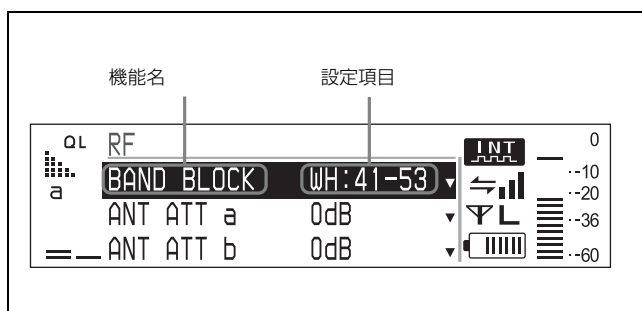 機能名 設定項目
QL RF INT 0
BAND BLOCK WH:41-53 -10
a -20
ANT ATT a 0dB L -36
ANT ATT b 0dB -60